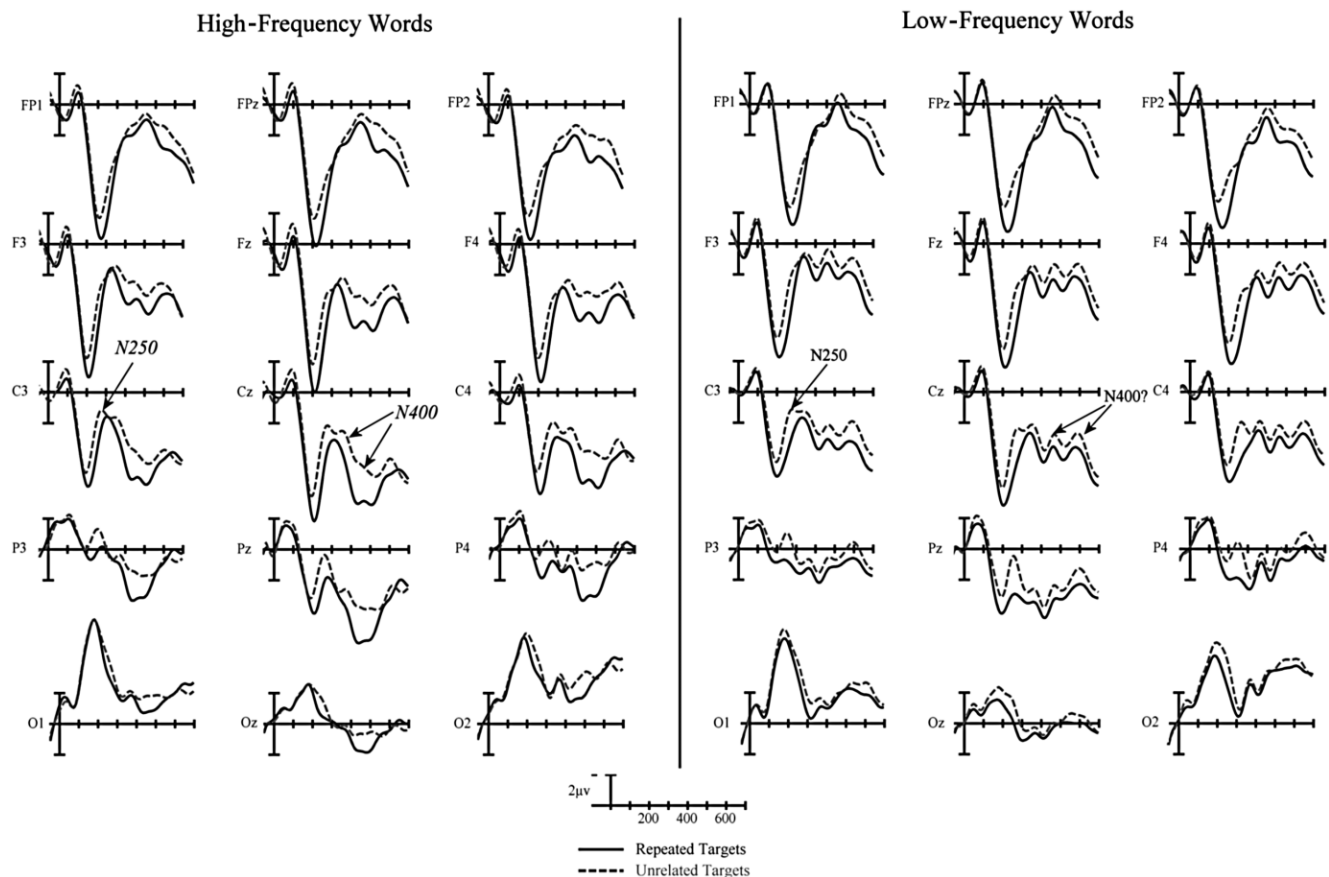 High-Frequency Words
Low-Frequency Words
FP1 FPz FP2 FP1 FPz FP2
F3 Fz F4 F3 Fz F4
N250 N250
C3 Cz C4 C3 Cz C4
N400 N400?
P3 Pz P4 P3 Pz P4
O1 Oz O2 O1 Oz O2
2μv
200 400 600
Repeated Targets
Unrelated Targets